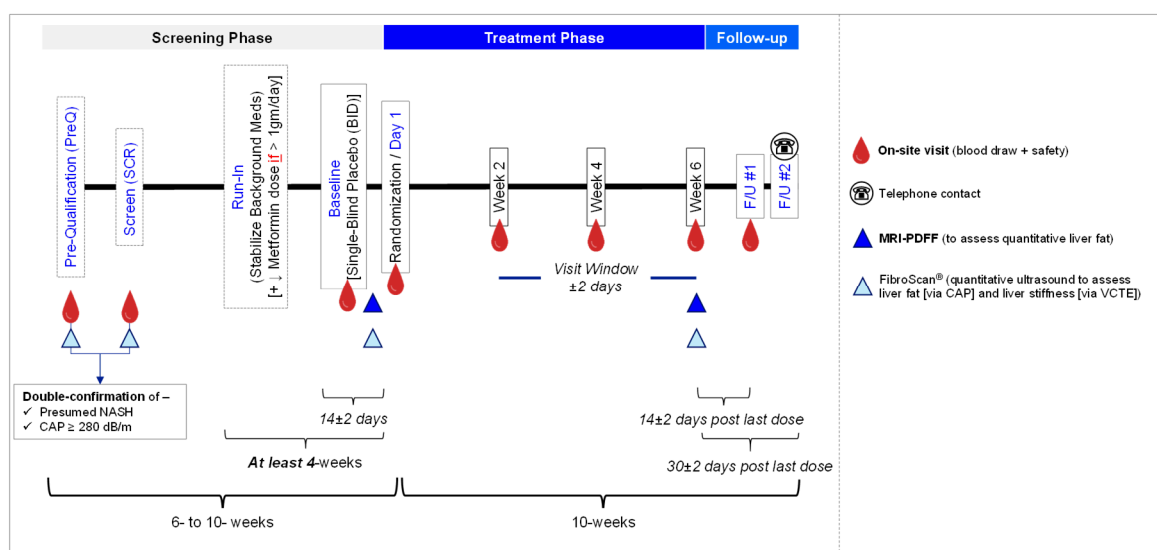 Screening Phase
Treatment Phase
Follow-up
Pre-Qualification (PreQ)
Screen (SCR)
Run-In
(Stabilize Background Meds)
[+ ↓ Metformin dose if > 1gm/day]
Baseline
[Single-Blind Placebo (BID)]
Randomization / Day 1
Week 2
Week 4
Week 6
F/U #1
F/U #2
Visit Window
±2 days
Double-confirmation of –
✓ Presumed NASH
✓ CAP ≥ 280 dB/m
14±2 days
At least 4-weeks
6- to 10- weeks
14±2 days post last dose
30±2 days post last dose
10-weeks
On-site visit (blood draw + safety)
Telephone contact
MRI-PDFF (to assess quantitative liver fat)
FibroScan® (quantitative ultrasound to assess
liver fat [via CAP] and liver stiffness [via VCTE])